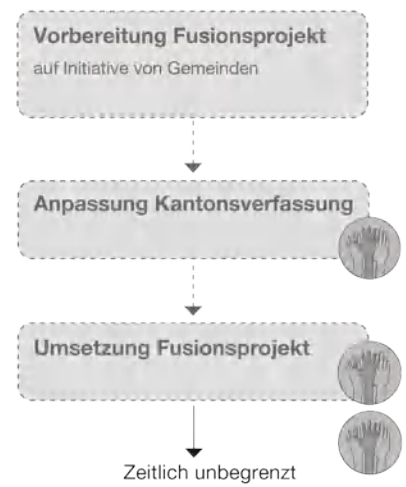 Vorbereitung Fusionsprojekt
auf Initiative von Gemeinden
Anpassung Kantonsverfassung
Umsetzung Fusionsprojekt
Zeitlich unbegrenzt